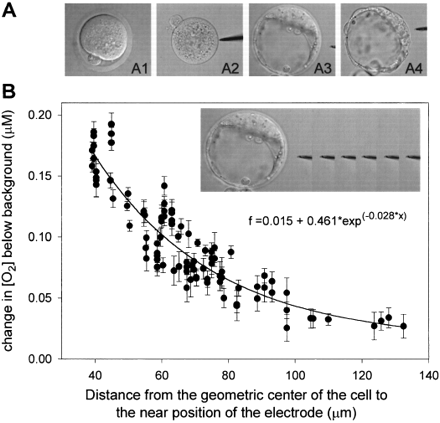 A
A1
A2
A3
A4
B
change in [O2] below background (μM)
0.20
0.15
0.10
0.05
0.00
f =0.015 + 0.461*exp(-0.028*x)
40
60
80
100
120
140
Distance from the geometric center of the cell to
the near position of the electrode (μm)